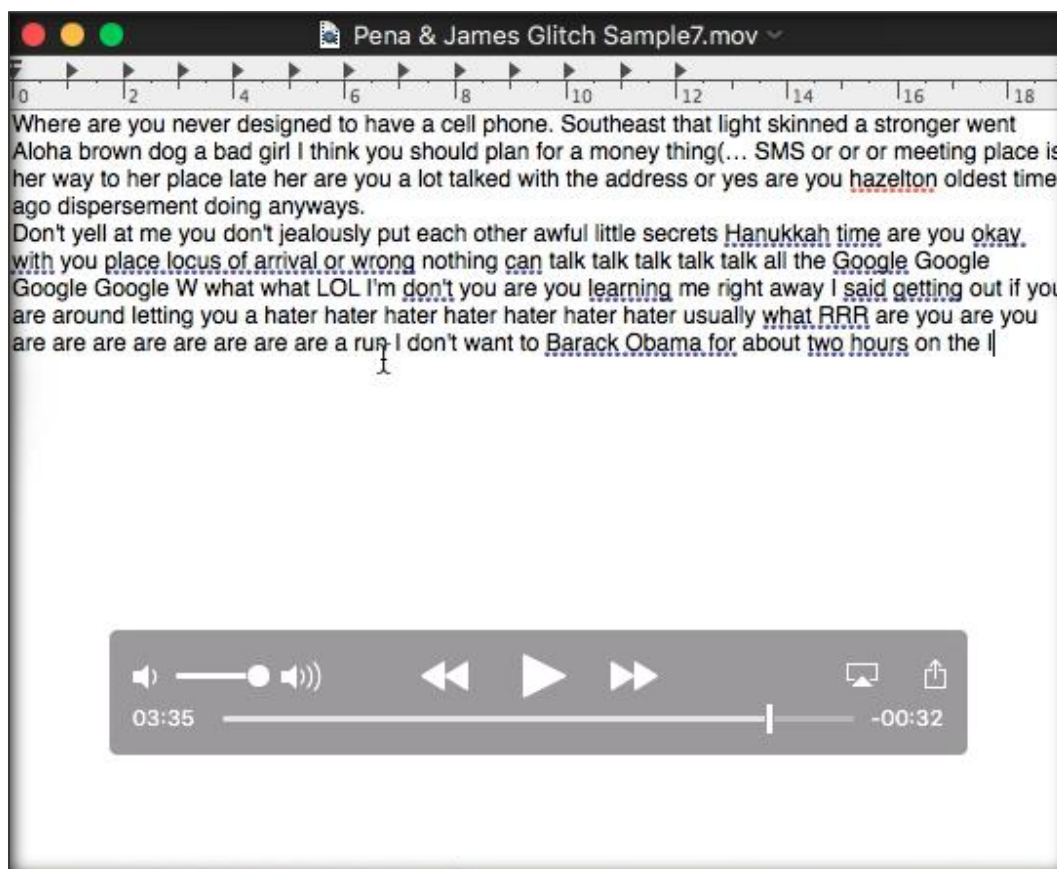 Pena & James Glitch Sample7.mov
0 2 4 6 8 10 12 14 16 18
Where are you never designed to have a cell phone. Southeast that light skinned a stronger went
Aloha brown dog a bad girl I think you should plan for a money thing(… SMS or or or meeting place is
her way to her place late her are you a lot talked with the address or yes are you hazelton oldest time
ago dispersement doing anyways.
Don't yell at me you don't jealously put each other awful little secrets Hanukkah time are you okay
with you place locus of arrival or wrong nothing can talk talk talk talk talk all the Google Google
Google Google W what what LOL I'm don't you are you learning me right away I said getting out if you
are around letting you a hater hater hater hater hater hater hater usually what RRR are you are you
are are are are are are are are are a run I don't want to Barack Obama for about two hours on the I
03:35 -00:32